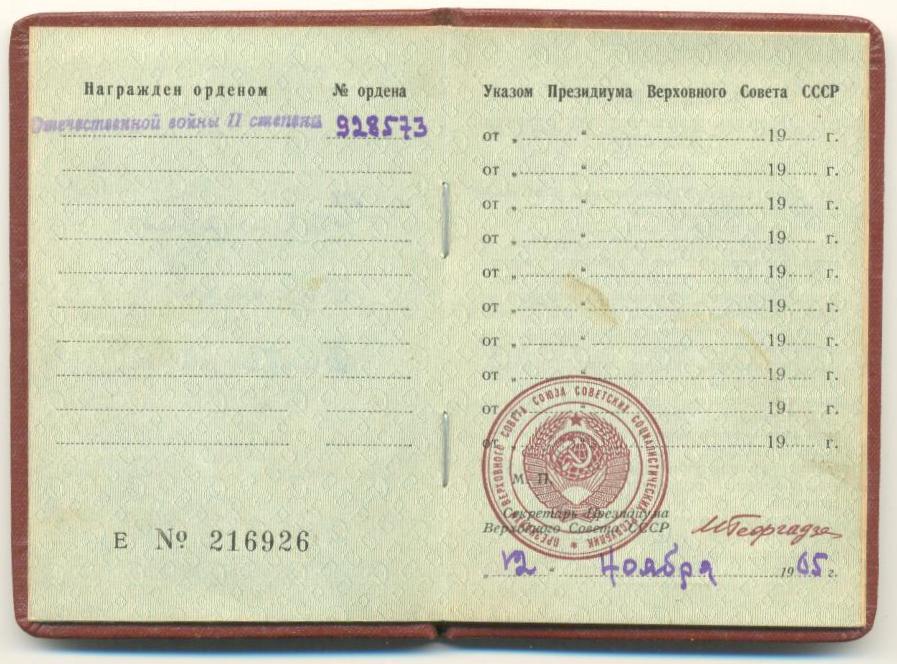 Награжден орденом № ордена
Отечественной войны II степени 928573
Е № 216926
Указом Президиума Верховного Совета СССР
от „ “ 19 г.
от „ “ 19 г.
от „ “ 19 г.
от „ “ 19 г.
от „ “ 19 г.
от „ “ 19 г.
от „ “ 19 г.
от „ “ 19 г.
от „ “ 19 г.
от „ “ 19 г.
ПРЕЗИДИУМ ВЕРХОВНОГО СОВЕТА СОЮЗА СОВЕТСКИХ СОЦИАЛИСТИЧЕСКИХ РЕСПУБЛИК
М. П.
Секретарь Президиума
Верховного Совета СССР МГеоргадзе
„ 12 “ Ноября 1965 г.